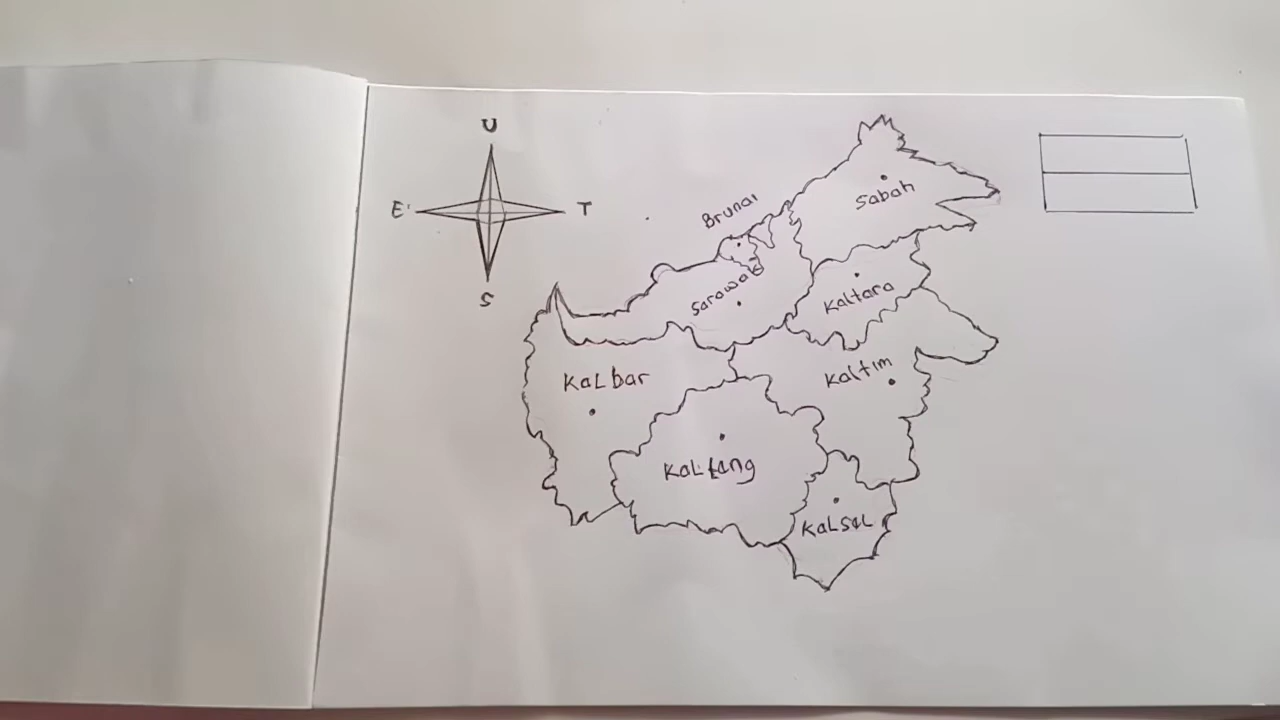 U
E
T
S
Brunai
Sabah
Sarawak
Kaltara
KaLbar
Kaltim
KaLteng
KaLSeL